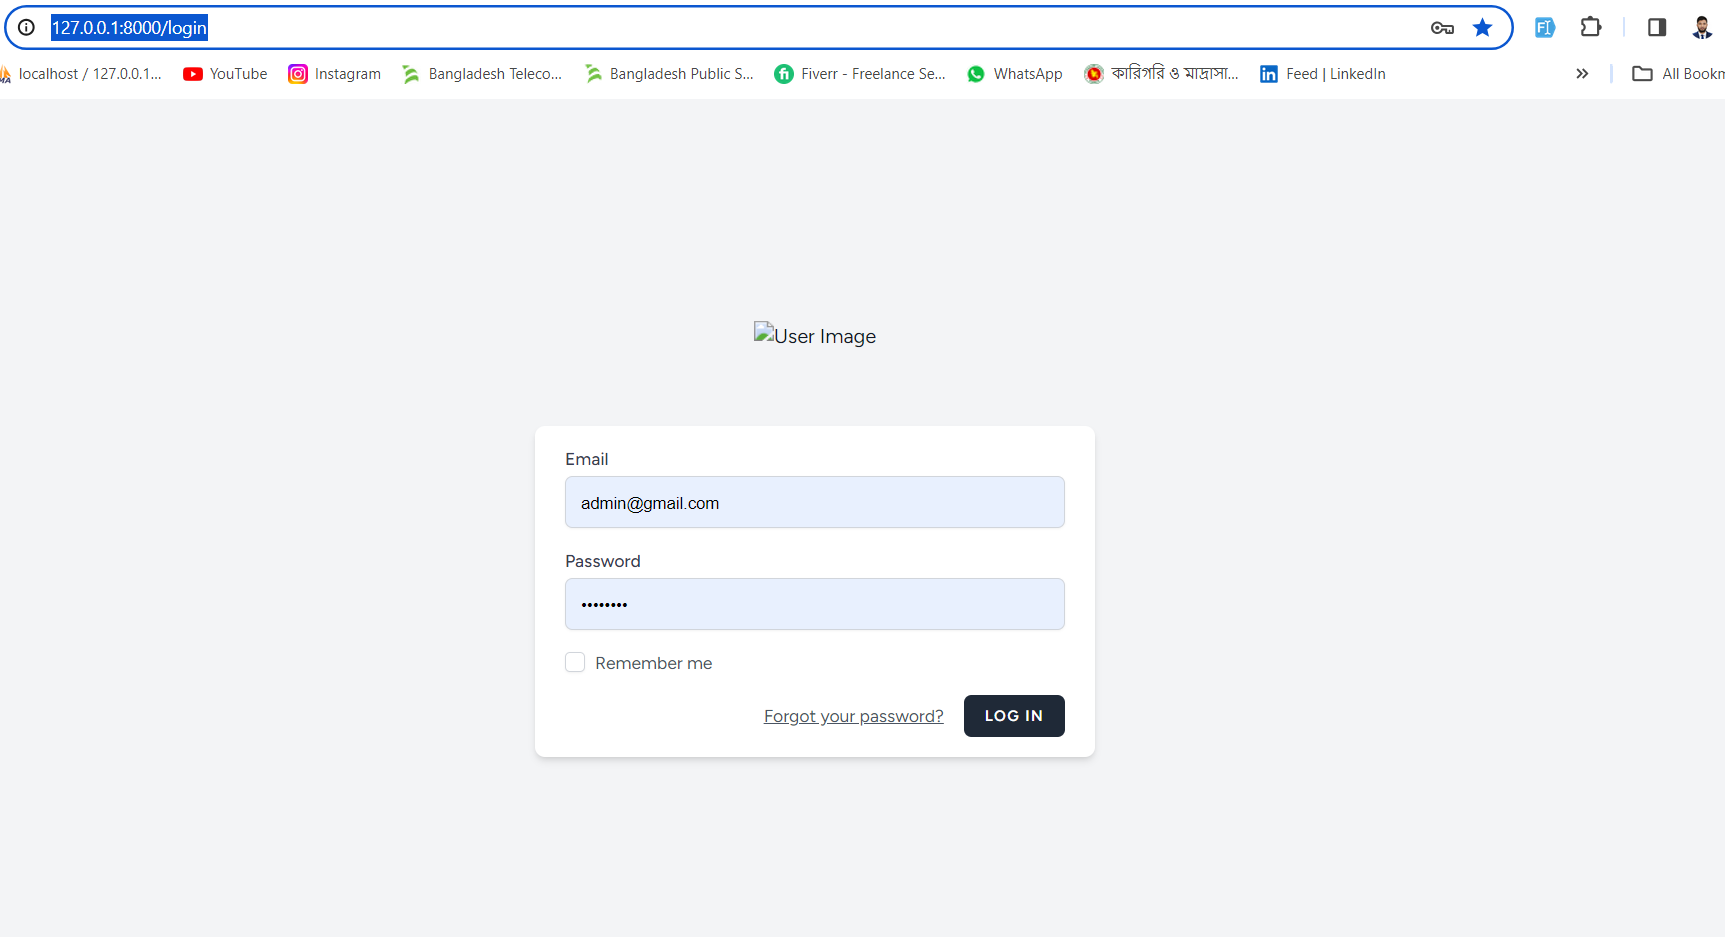 127.0.0.1:8000/login
localhost / 127.0.0.1... YouTube Instagram Bangladesh Teleco... Bangladesh Public S... Fiverr - Freelance Se... WhatsApp কারিগরি ও মাদ্রাসা... Feed | LinkedIn » All Bookm
User Image
Email
admin@gmail.com
Password
••••••••
Remember me
Forgot your password? LOG IN